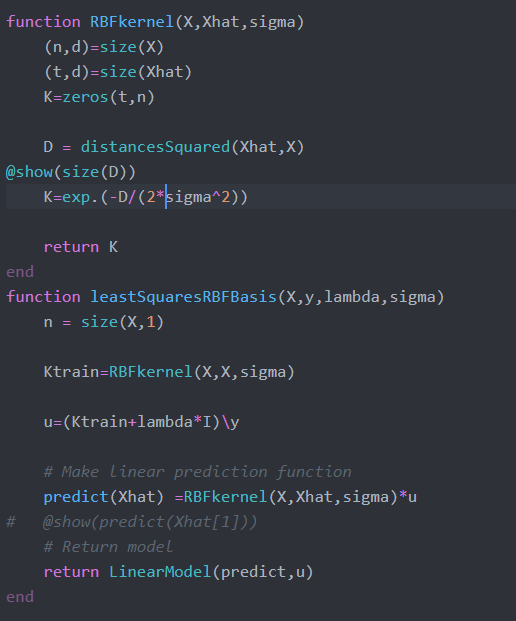 function RBFkernel(X,Xhat,sigma)
    (n,d)=size(X)
    (t,d)=size(Xhat)
    K=zeros(t,n)

    D = distancesSquared(Xhat,X)
@show(size(D))
    K=exp.(-D/(2*sigma^2))

    return K
end
function leastSquaresRBFBasis(X,y,lambda,sigma)
    n = size(X,1)

    Ktrain=RBFkernel(X,X,sigma)

    u=(Ktrain+lambda*I)\y

    # Make linear prediction function
    predict(Xhat) =RBFkernel(X,Xhat,sigma)*u
#   @show(predict(Xhat[1]))
    # Return model
    return LinearModel(predict,u)
end